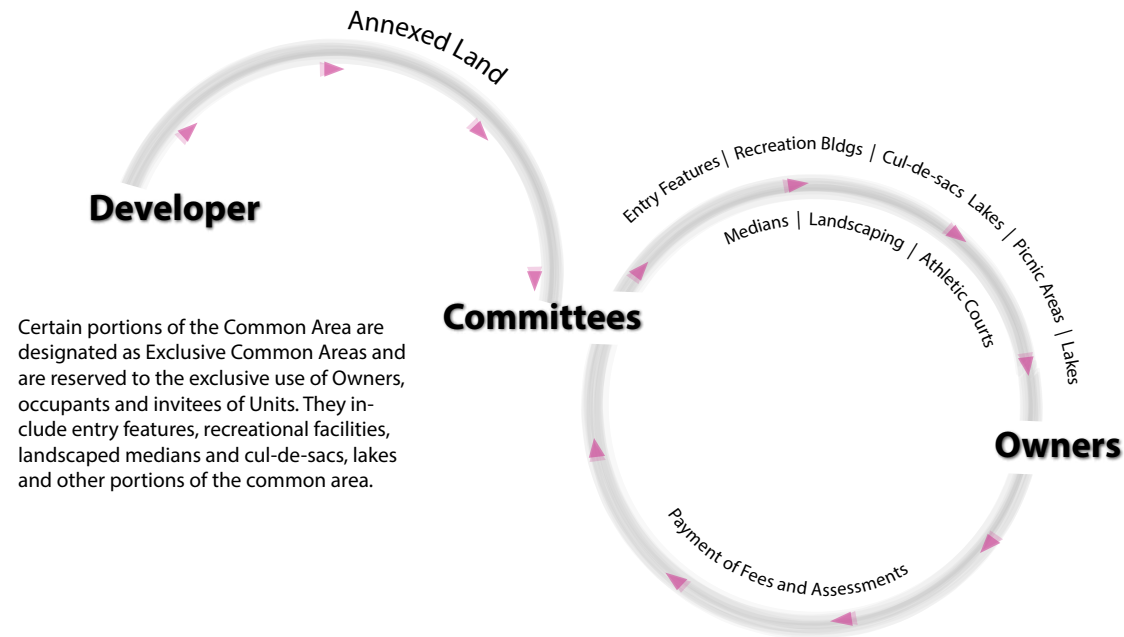 Annexed Land
Developer
Entry Features | Recreation Bldgs | Cul-de-sacs Lakes | Picnic Areas | Lakes
Medians | Landscaping | Athletic Courts
Committees
Certain portions of the Common Area are
designated as Exclusive Common Areas and
are reserved to the exclusive use of Owners,
occupants and invitees of Units. They in-
clude entry features, recreational facilities,
landscaped medians and cul-de-sacs, lakes
and other portions of the common area.
Owners
Payment of Fees and Assessments